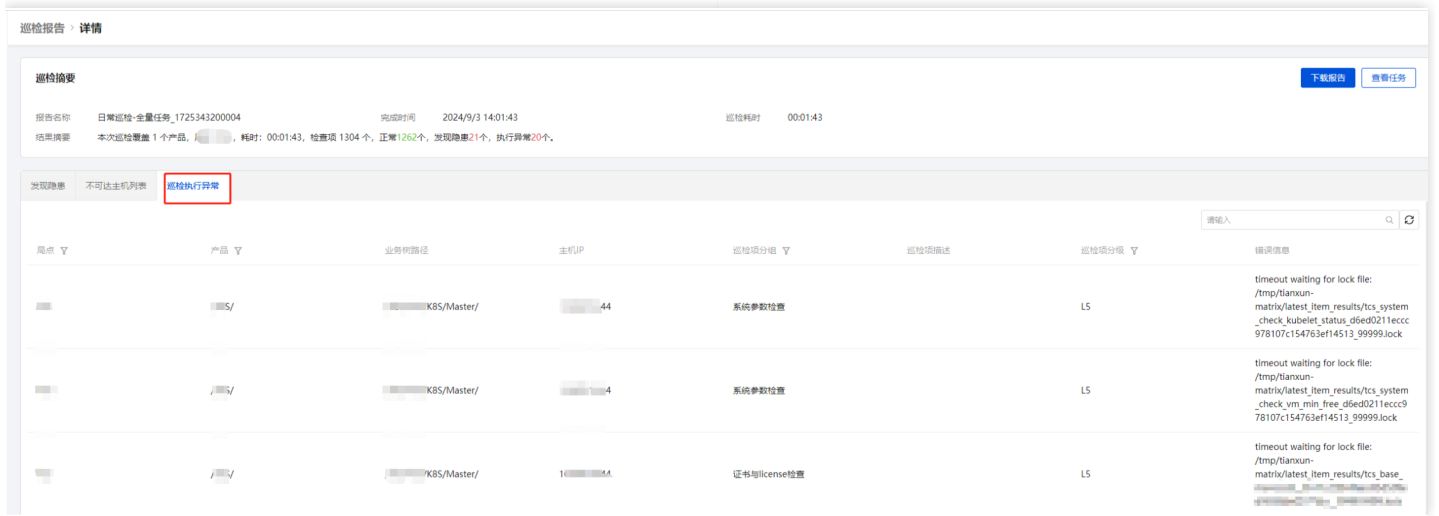 巡检报告 > 详情
巡检摘要
下载报告 查看任务
报告名称 日常巡检-全量任务_1725343200004 完成时间 2024/9/3 14:01:43 巡检耗时 00:01:43
结果摘要 本次巡检覆盖 1 个产品, , 耗时：00:01:43，检查项 1304 个，正常1262个，发现隐患21个，执行异常20个。
发现隐患 不可达主机列表 巡检执行异常
请输入
局点 产品 业务树路径 主机IP 巡检项分组 巡检项描述 巡检项分级 错误信息
S/ K8S/Master/ 44 系统参数检查 L5
timeout waiting for lock file:
/tmp/tianxun-
matrix/latest_item_results/tcs_system
_check_kubelet_status_d6ed0211eccc
978107c154763ef14513_99999.lock
/ S/ K8S/Master/ 4 系统参数检查 L5
timeout waiting for lock file:
/tmp/tianxun-
matrix/latest_item_results/tcs_system
_check_vm_min_free_d6ed0211eccc9
78107c154763ef14513_99999.lock
/ / /K8S/Master/ 1 44 证书与license检查 L5
timeout waiting for lock file:
/tmp/tianxun-
matrix/latest_item_results/tcs_base_